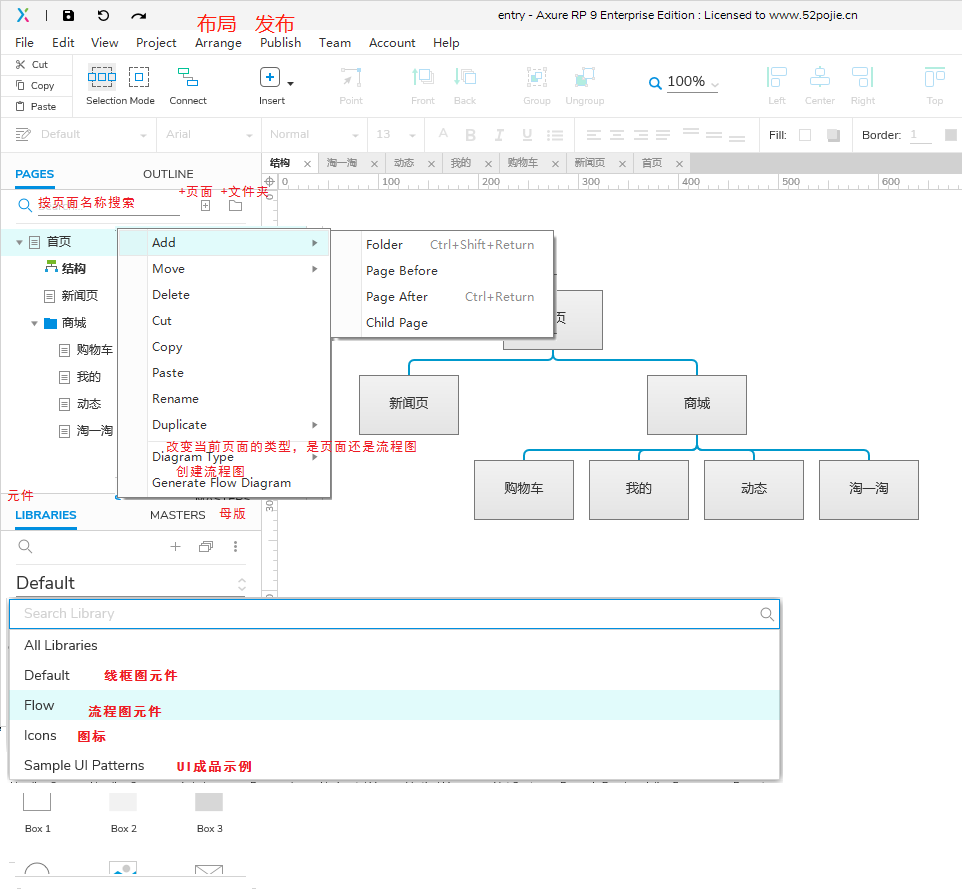 entry - Axure RP 9 Enterprise Edition : Licensed to www.52pojie.cn
布局 发布
File Edit View Project Arrange Publish Team Account Help
Cut
Copy
Paste
Selection Mode Connect Insert Point Front Back Group Ungroup 100% Left Center Right Top
Default Arial Normal 13 Fill: Border: 1
PAGES OUTLINE
结构 淘一淘 动态 我的 购物车 新闻页 首页
0 100 200 300 400 500 600
+页面 +文件夹
按页面名称搜索
首页
结构
新闻页
商城
购物车
我的
动态
淘一淘
Add
Move
Delete
Cut
Copy
Paste
Rename
Duplicate
改变当前页面的类型，是页面还是流程图
Diagram Type
创建流程图
Generate Flow Diagram
Folder Ctrl+Shift+Return
Page Before
Page After Ctrl+Return
Child Page
页
新闻页 商城
购物车 我的 动态 淘一淘
元件
LIBRARIES MASTERS 母版
Default
Search Library
All Libraries
Default 线框图元件
Flow 流程图元件
Icons 图标
Sample UI Patterns UI成品示例
Box 1 Box 2 Box 3